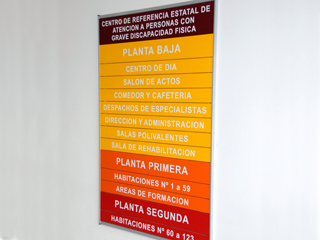 CENTRO DE REFERENCIA ESTATAL DE
ATENCION A PERSONAS CON
GRAVE DISCAPACIDAD FISICA
PLANTA BAJA
CENTRO DE DIA
SALON DE ACTOS
COMEDOR Y CAFETERIA
DESPACHOS DE ESPECIALISTAS
DIRECCION Y ADMINISTRACION
SALAS POLIVALENTES
SALA DE REHABILITACION
PLANTA PRIMERA
HABITACIONES Nº 1 a 59
AREAS DE FORMACION
PLANTA SEGUNDA
HABITACIONES Nº 60 a 123